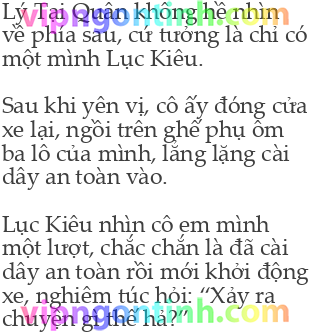 Lý Tại Quân không hề nhìn
về phía sau, cứ tưởng là chỉ có
một mình Lục Kiêu.
Sau khi yên vị, cô ấy đóng cửa
xe lại, ngồi trên ghế phụ ôm
ba lô của mình, lẳng lặng cài
dây an toàn vào.
Lục Kiêu nhìn cô em mình
một lượt, chắc chắn là đã cài
dây an toàn rồi mới khởi động
xe, nghiêm túc hỏi: “Xảy ra
chuyện gì thế hả?”
vipngontinh.com
vipngontinh.com